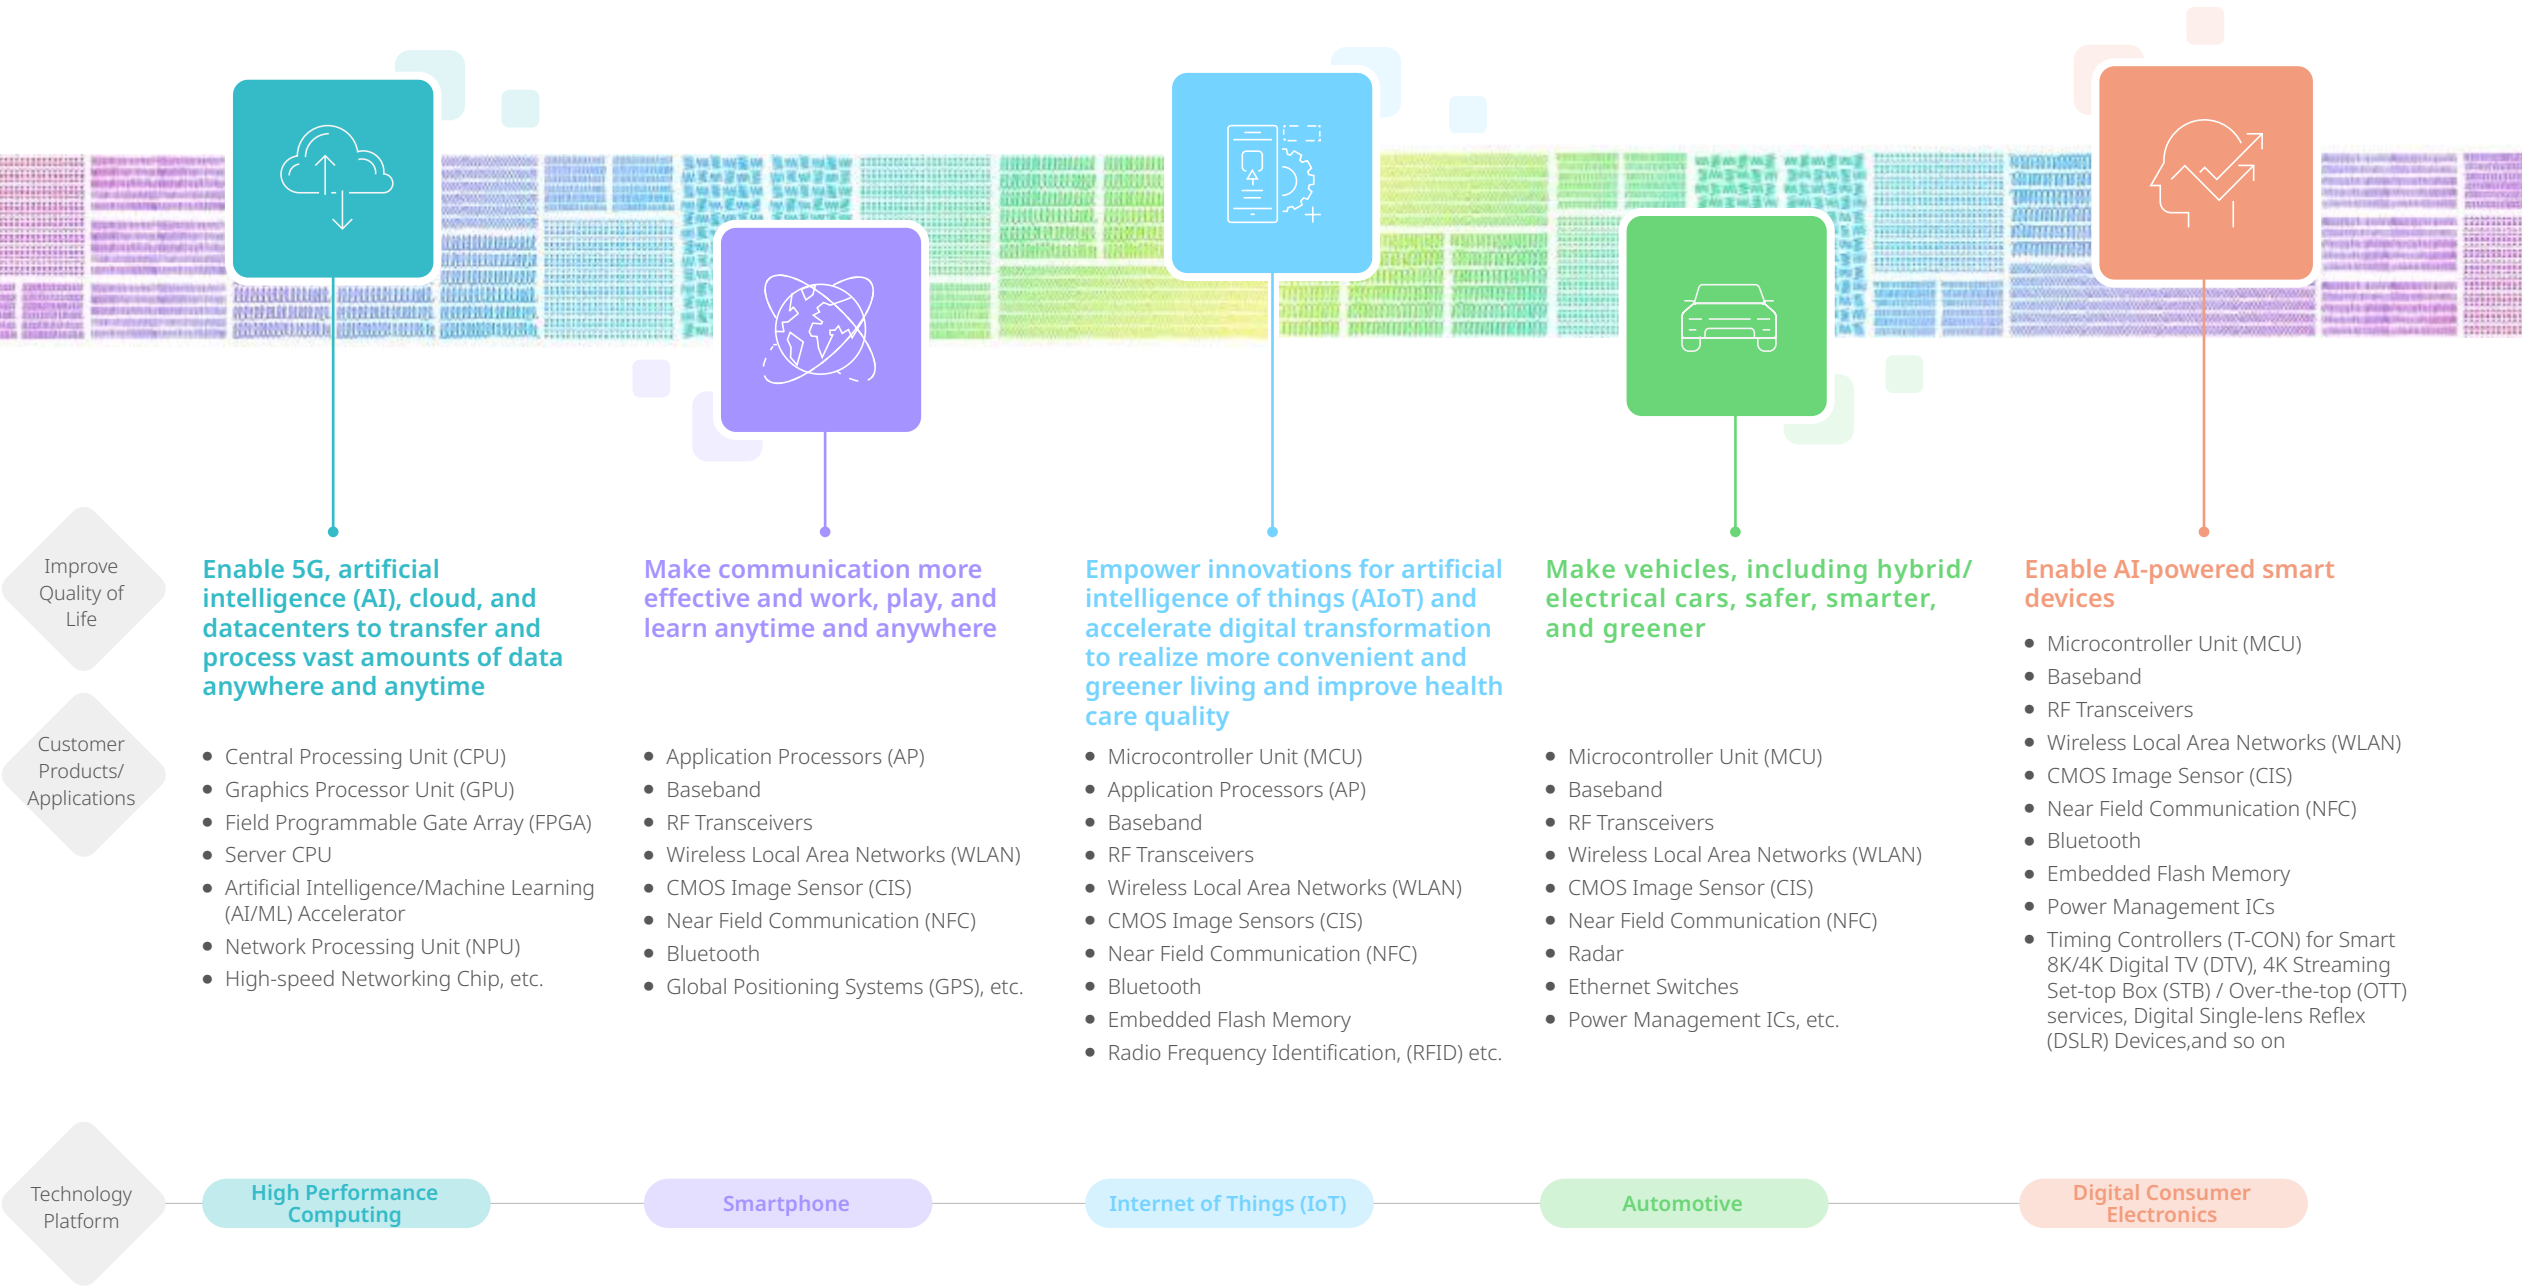 Improve
Quality of
Life
Enable 5G, artificial
intelligence (AI), cloud, and
datacenters to transfer and
process vast amounts of data
anywhere and anytime
Make communication more
effective and work, play, and
learn anytime and anywhere
Empower innovations for artificial
intelligence of things (AIoT) and
accelerate digital transformation
to realize more convenient and
greener living and improve health
care quality
Make vehicles, including hybrid/
electrical cars, safer, smarter,
and greener
Enable AI-powered smart
devices
Customer
Products/
Applications
• Central Processing Unit (CPU)
• Graphics Processor Unit (GPU)
• Field Programmable Gate Array (FPGA)
• Server CPU
• Artificial Intelligence/Machine Learning
(AI/ML) Accelerator
• Network Processing Unit (NPU)
• High-speed Networking Chip, etc.
• Application Processors (AP)
• Baseband
• RF Transceivers
• Wireless Local Area Networks (WLAN)
• CMOS Image Sensor (CIS)
• Near Field Communication (NFC)
• Bluetooth
• Global Positioning Systems (GPS), etc.
• Microcontroller Unit (MCU)
• Application Processors (AP)
• Baseband
• RF Transceivers
• Wireless Local Area Networks (WLAN)
• CMOS Image Sensors (CIS)
• Near Field Communication (NFC)
• Bluetooth
• Embedded Flash Memory
• Radio Frequency Identification, (RFID) etc.
• Microcontroller Unit (MCU)
• Baseband
• RF Transceivers
• Wireless Local Area Networks (WLAN)
• CMOS Image Sensor (CIS)
• Near Field Communication (NFC)
• Radar
• Ethernet Switches
• Power Management ICs, etc.
• Microcontroller Unit (MCU)
• Baseband
• RF Transceivers
• Wireless Local Area Networks (WLAN)
• CMOS Image Sensor (CIS)
• Near Field Communication (NFC)
• Bluetooth
• Embedded Flash Memory
• Power Management ICs
• Timing Controllers (T-CON) for Smart
8K/4K Digital TV (DTV), 4K Streaming
Set-top Box (STB) / Over-the-top (OTT)
services, Digital Single-lens Reflex
(DSLR) Devices,and so on
Technology
Platform
High Performance
Computing
Smartphone
Internet of Things (IoT)
Automotive
Digital Consumer
Electronics